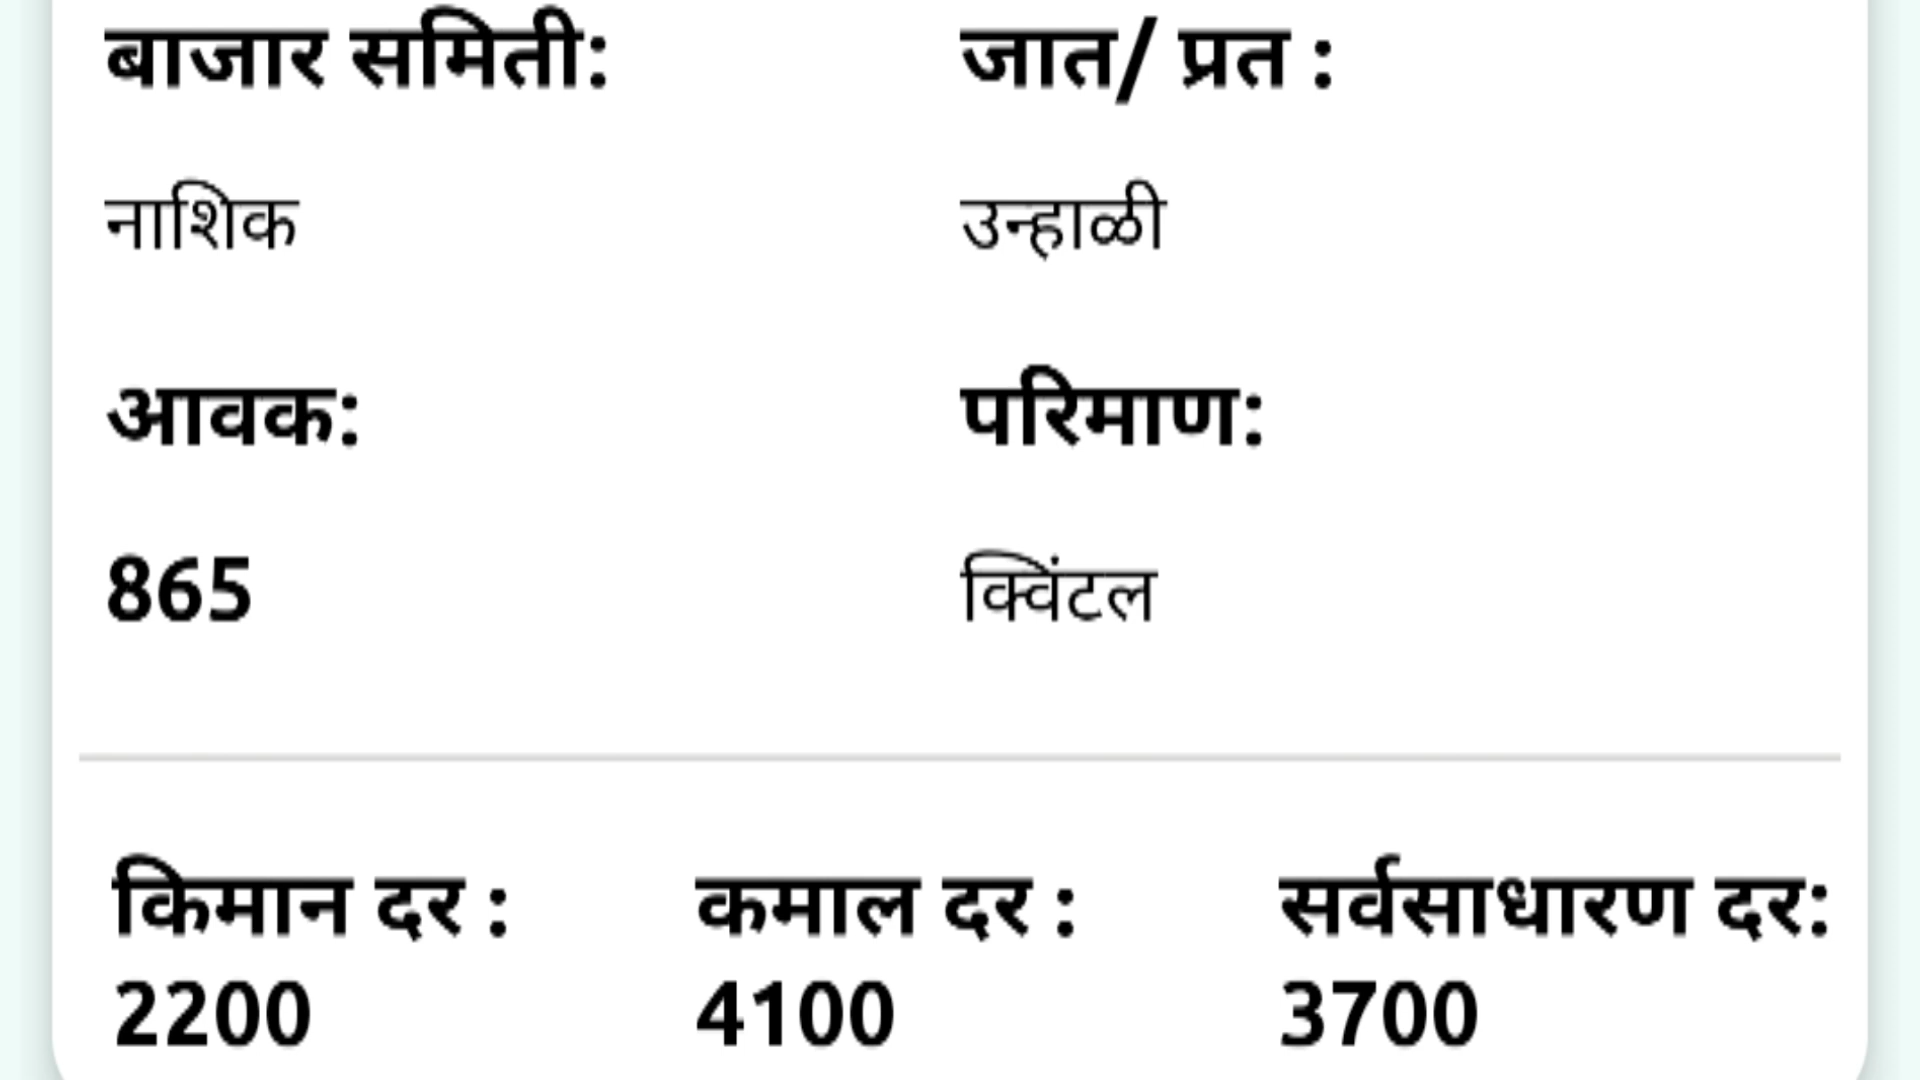 बाजार समिती: जात/ प्रत :
नाशिक उन्हाळी
आवक: परिमाण:
865 क्विंटल
किमान दर : कमाल दर : सर्वसाधारण दर:
2200 4100 3700